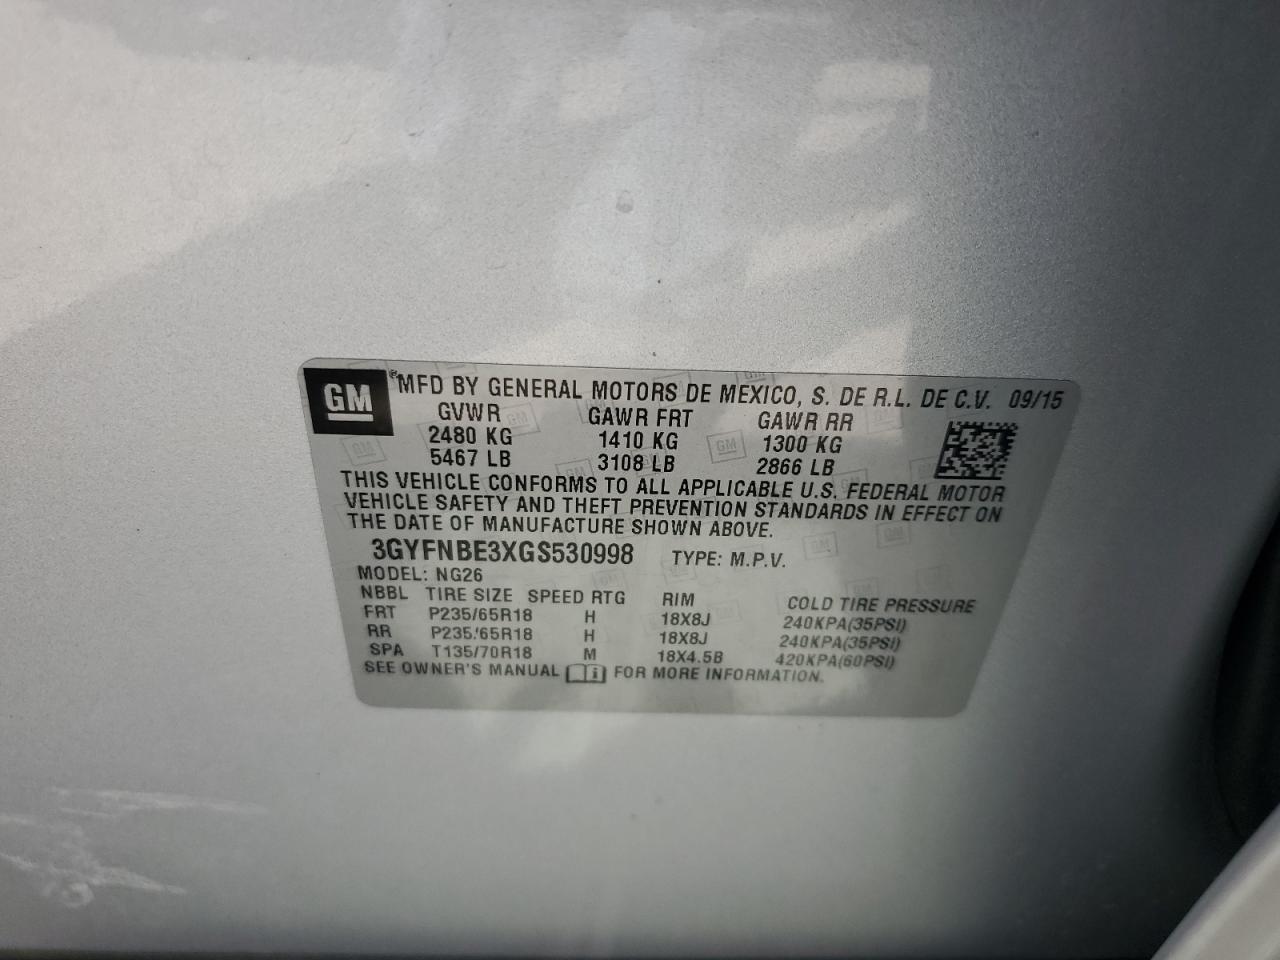 GM ® MFD BY GENERAL MOTORS DE MEXICO, S. DE R.L. DE C.V. 09/15
GVWR GAWR FRT GAWR RR
2480 KG 1410 KG 1300 KG
5467 LB 3108 LB 2866 LB
THIS VEHICLE CONFORMS TO ALL APPLICABLE U.S. FEDERAL MOTOR
VEHICLE SAFETY AND THEFT PREVENTION STANDARDS IN EFFECT ON
THE DATE OF MANUFACTURE SHOWN ABOVE.
3GYFNBE3XGS530998 TYPE: M.P.V.
MODEL: NG26
NBBL TIRE SIZE SPEED RTG RIM COLD TIRE PRESSURE
FRT P235/65R18 H 18X8J 240KPA(35PSI)
RR P235/65R18 H 18X8J 240KPA(35PSI)
SPA T135/70R18 M 18X4.5B 420KPA(60PSI)
SEE OWNER'S MANUAL i FOR MORE INFORMATION.